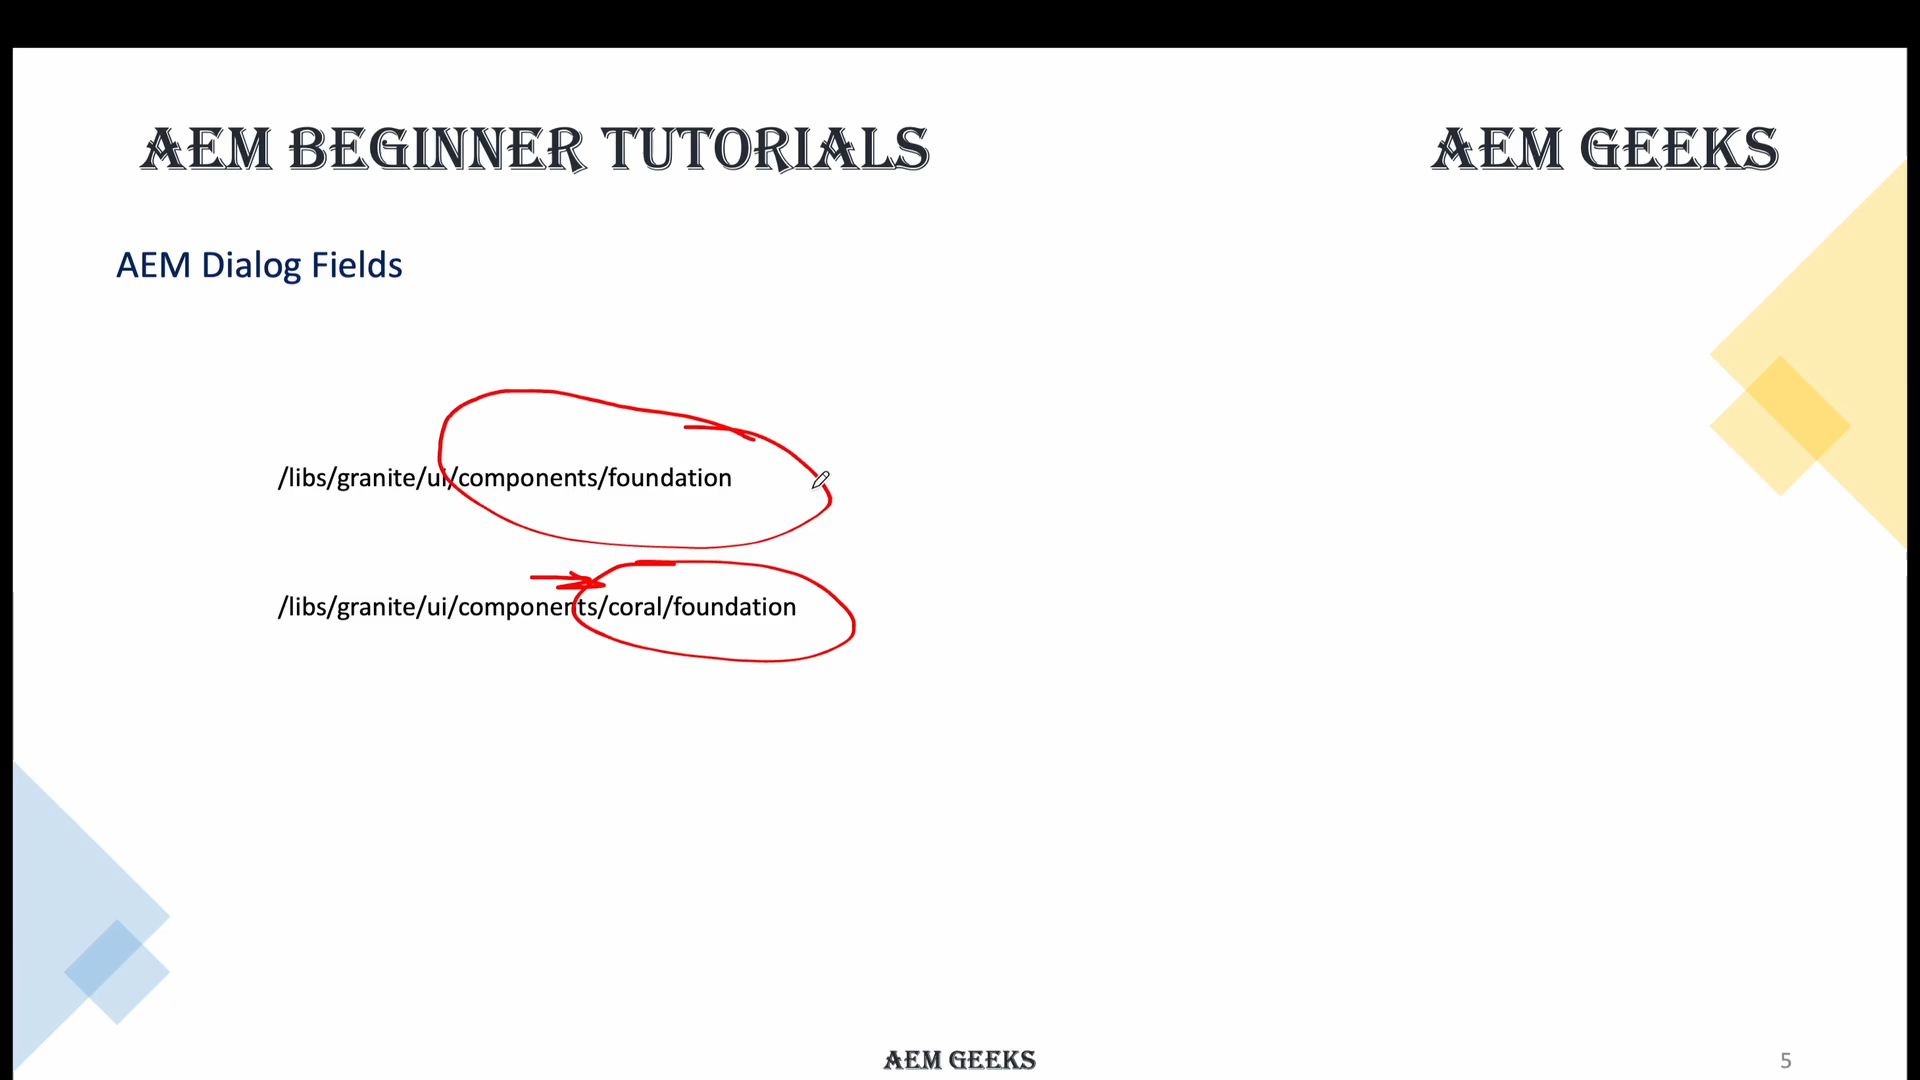 AEM BEGINNER TUTORIALS
AEM GEEKS
AEM Dialog Fields
/libs/granite/ui/components/foundation
/libs/granite/ui/components/coral/foundation
AEM GEEKS
5